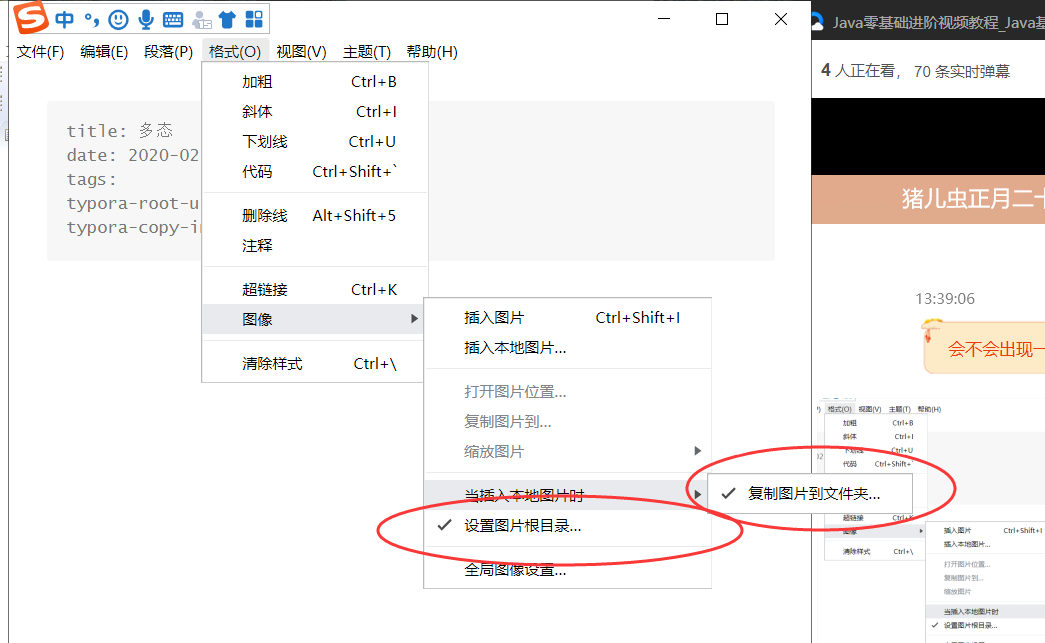 中
Java零基础进阶视频教程_Java基
文件(F) 编辑(E) 段落(P) 格式(O) 视图(V) 主题(T) 帮助(H)
4 人正在看， 70 条实时弹幕
加粗 Ctrl+B
斜体 Ctrl+I
下划线 Ctrl+U
代码 Ctrl+Shift+`
删除线 Alt+Shift+5
注释
超链接 Ctrl+K
图像
清除样式 Ctrl+\
title: 多态
date: 2020-02
tags:
typora-root-u
typora-copy-i
插入图片 Ctrl+Shift+I
插入本地图片...
打开图片位置...
复制图片到...
缩放图片
当插入本地图片时
设置图片根目录...
全局图像设置...
复制图片到文件夹...
猪儿虫正月二十
13:39:06
会不会出现一
格式(O) 视图(V) 主题(T) 帮助(H)
加粗 Ctrl+B
斜体 Ctrl+I
下划线 Ctrl+U
代码 Ctrl+Shift+`
超链接 Ctrl+K
图像
清除样式 Ctrl+\
插入图片 Ctrl+Shift+I
插入本地图片...
打开图片位置...
复制图片到...
缩放图片
当插入本地图片时
设置图片根目录...